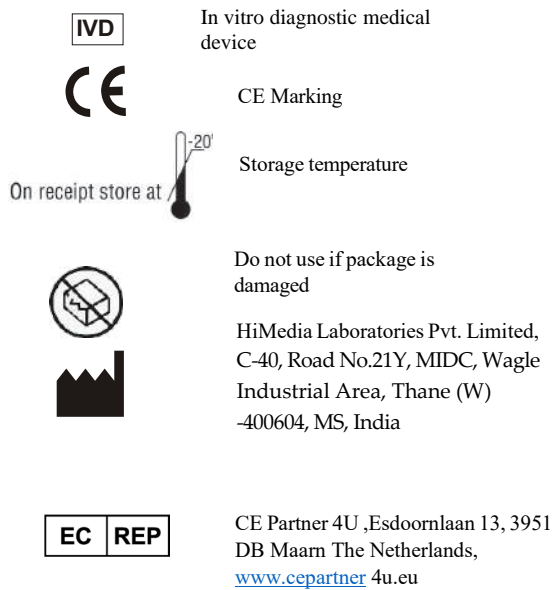 IVD
In vitro diagnostic medical
device
CE
CE Marking
-20'
On receipt store at
Storage temperature
Do not use if package is
damaged
HiMedia Laboratories Pvt. Limited,
C-40, Road No.21Y, MIDC, Wagle
Industrial Area, Thane (W)
-400604, MS, India
EC REP
CE Partner 4U ,Esdoornlaan 13, 3951
DB Maarn The Netherlands,
www.cepartner 4u.eu